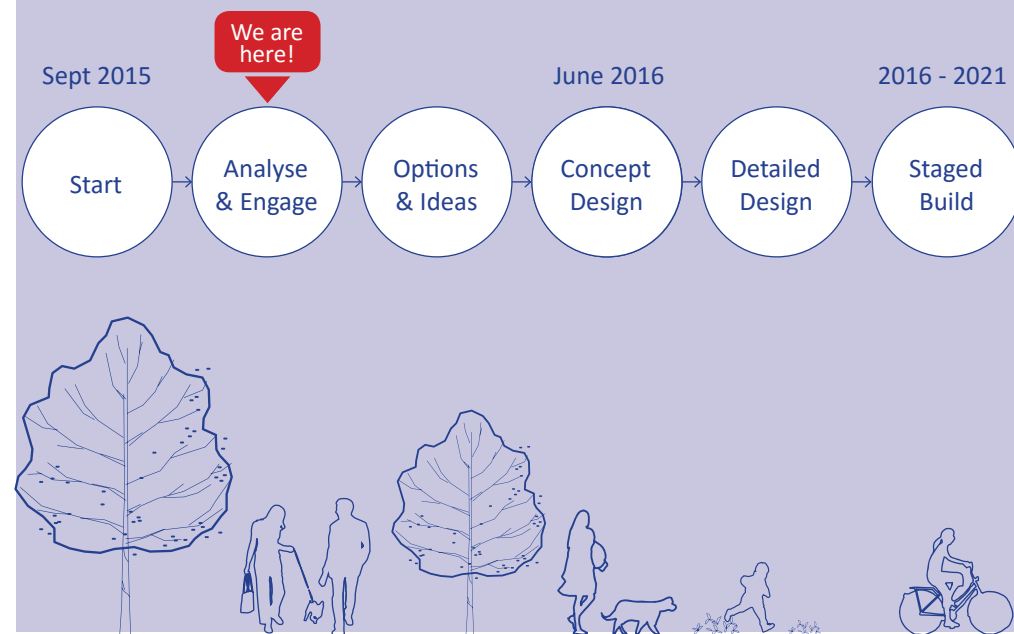 We are
here!
Sept 2015
June 2016
2016 - 2021
Start
Analyse
& Engage
Options
& Ideas
Concept
Design
Detailed
Design
Staged
Build